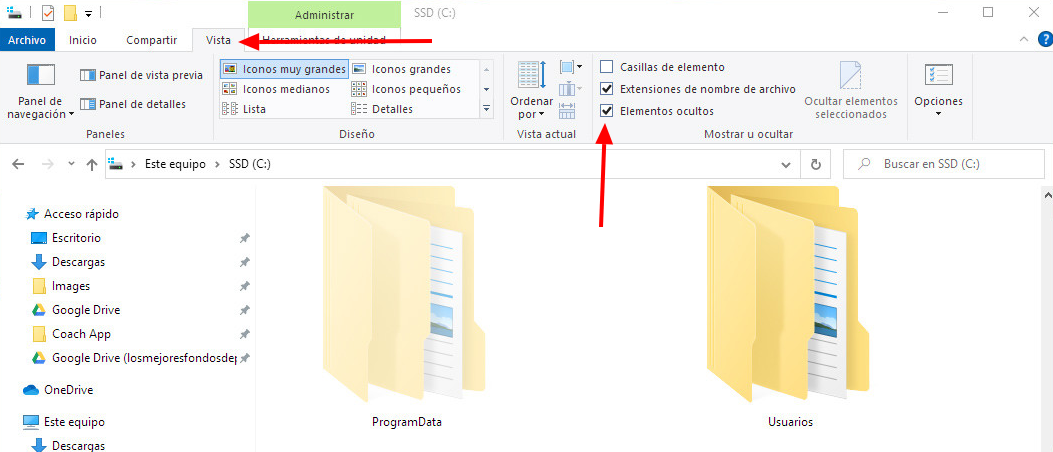 Administrar
SSD (C:)
Archivo
Inicio
Compartir
Vista
Herramientas de unidad
Panel de navegación
Panel de vista previa
Panel de detalles
Paneles
Iconos muy grandes
Iconos grandes
Iconos medianos
Iconos pequeños
Lista
Detalles
Diseño
Ordenar por
Vista actual
Casillas de elemento
Extensiones de nombre de archivo
Elementos ocultos
Ocultar elementos seleccionados
Mostrar u ocultar
Opciones
Este equipo
SSD (C:)
Buscar en SSD (C:)
Acceso rápido
Escritorio
Descargas
Images
Google Drive
Coach App
Google Drive (losmejoresfondosdep
OneDrive
Este equipo
Descargas
ProgramData
Usuarios